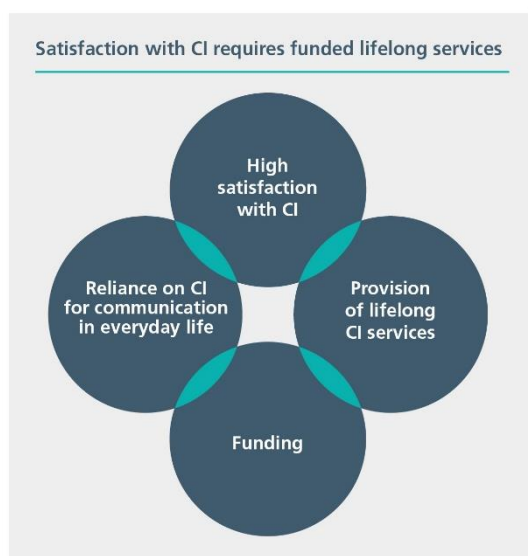 Satisfaction with CI requires funded lifelong services
High
satisfaction
with CI
Reliance on CI
for communication
in everyday life
Provision
of lifelong
CI services
Funding